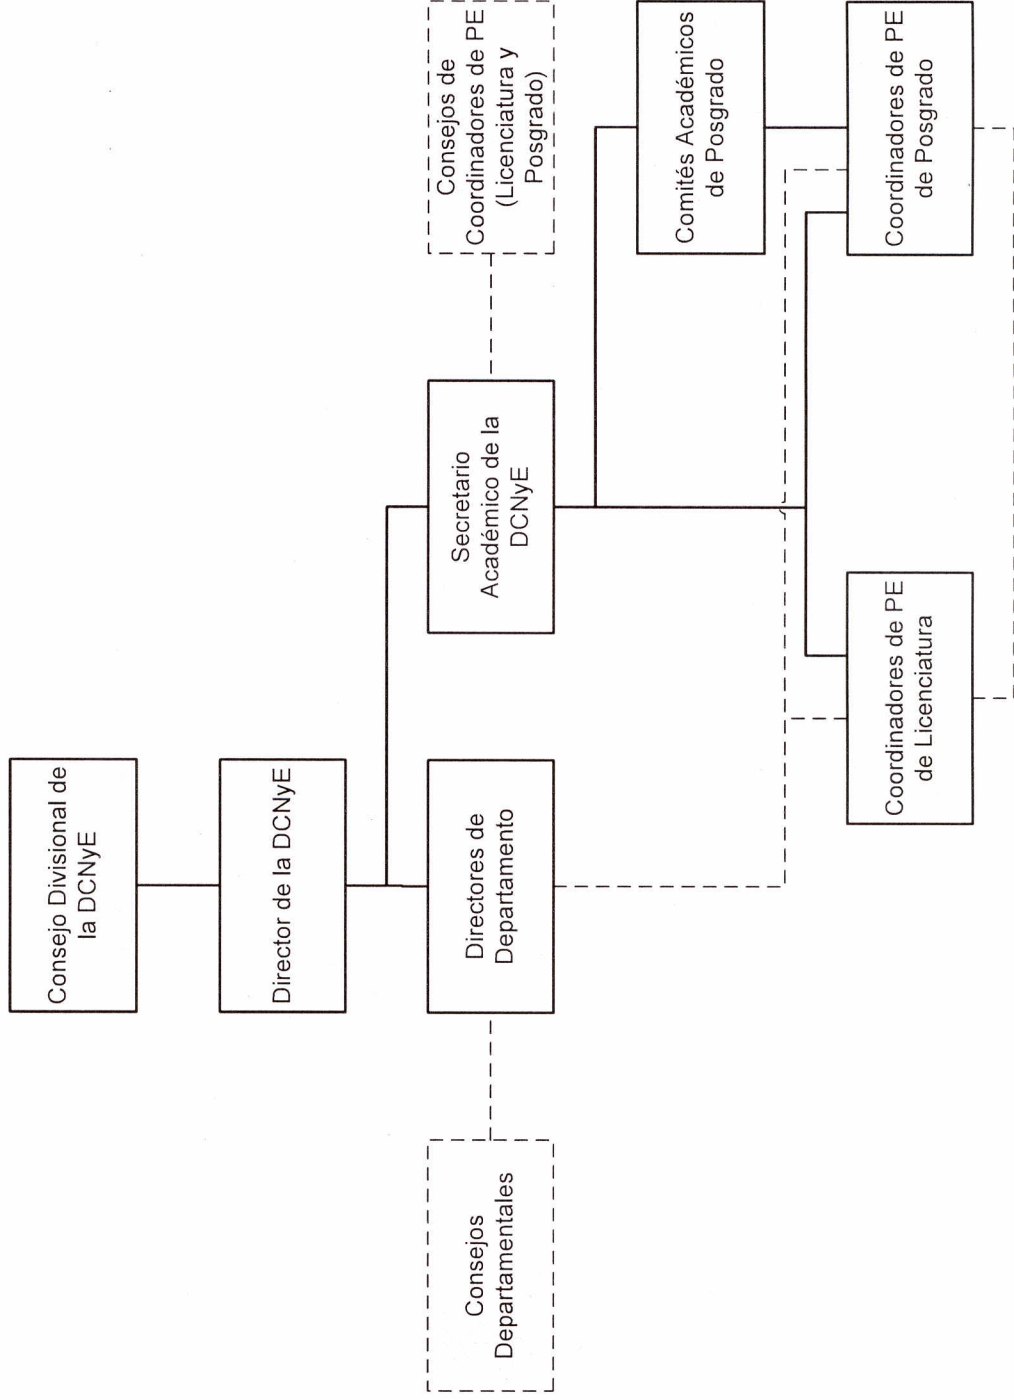 Consejo Divisional de
la DCNyE
Director de la DCNyE
Consejos
Departamentales
Directores de
Departamento
Secretario
Académico de la
DCNyE
Consejos de
Coordinadores de PE
(Licenciatura y
Posgrado)
Comités Académicos
de Posgrado
Coordinadores de PE
de Licenciatura
Coordinadores de PE
de Posgrado